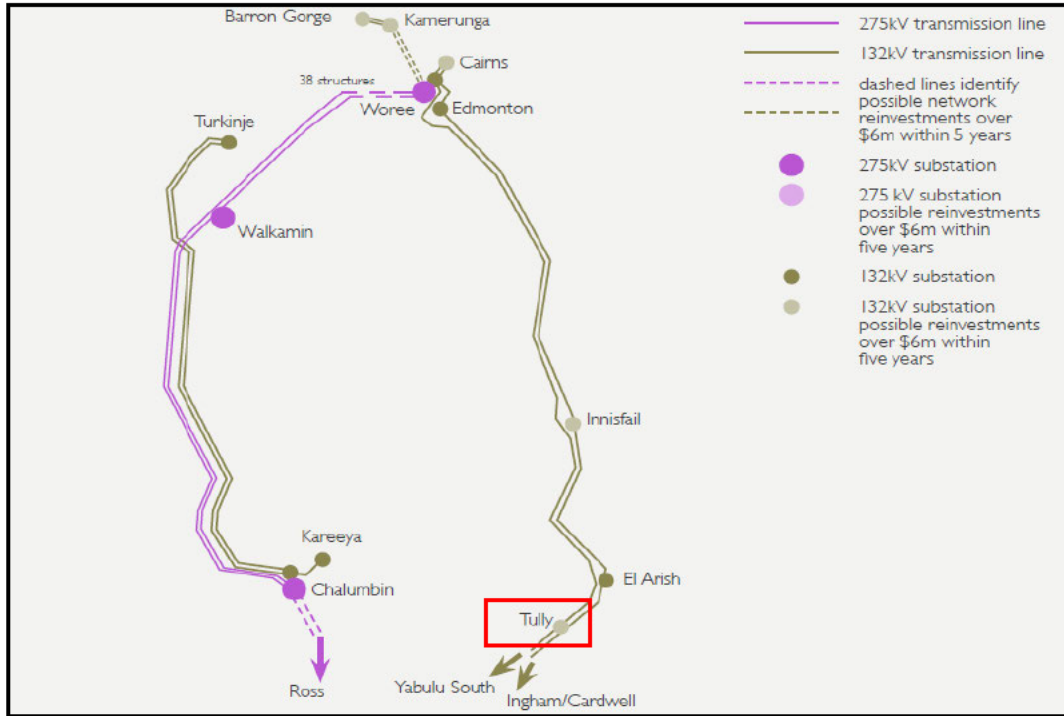 Barron Gorge
Kamerunga
Cairns
38 structures
Woree
Edmonton
Turkinje
Walkamin
Innisfail
Kareeya
Chalumbin
El Arish
Tully
Ross
Yabulu South
Ingham/Cardwell
275kV transmission line
132kV transmission line
dashed lines identify
possible network
reinvestments over
$6m within 5 years
275kV substation
275 kV substation
possible reinvestments
over $6m within
five years
132kV substation
132kV substation
possible reinvestments
over $6m within
five years